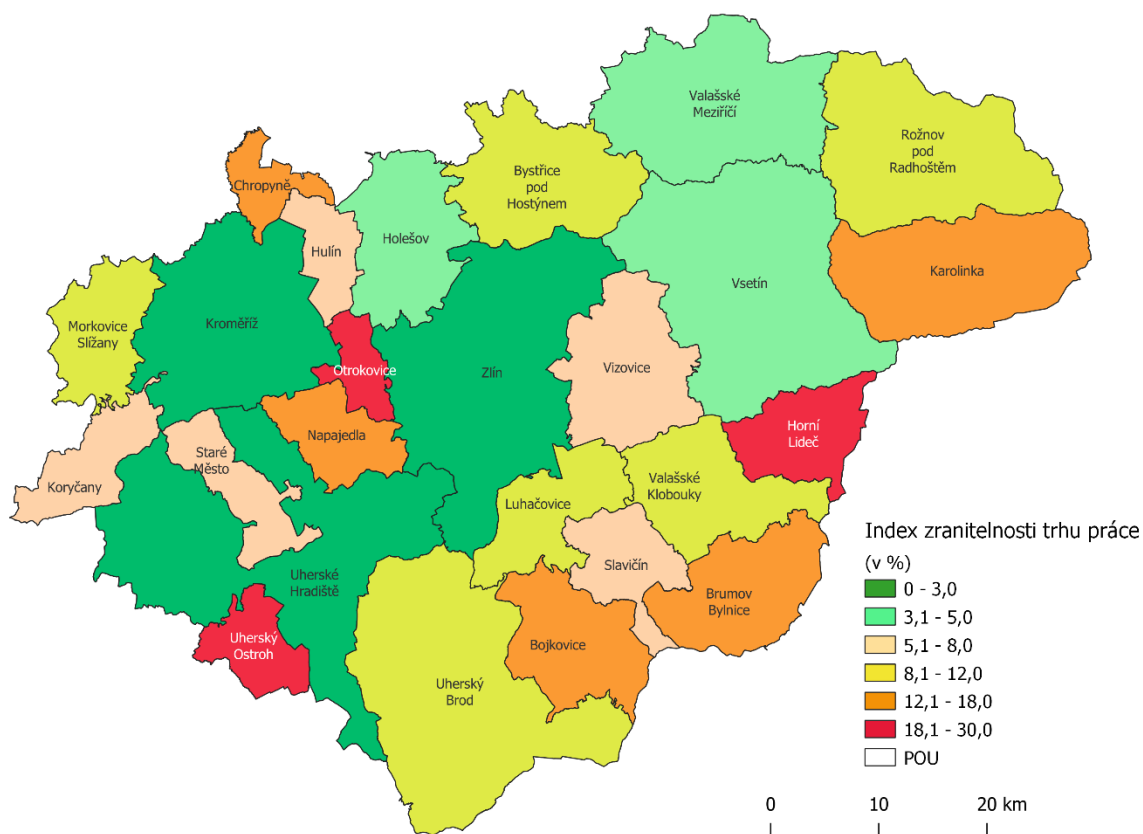 Valašské
Meziříčí
Rožnov
pod
Radhoštěm
Bystřice
pod
Hostýnem
Chropyně
Holešov
Hulín
Karolinka
Vsetín
Kroměříž
Morkovice
Slížany
Otrokovice
Zlín
Vizovice
Horní
Lideč
Napajedla
Staré
Město
Koryčany
Valašské
Klobouky
Luhačovice
Slavičín
Uherské
Hradiště
Brumov
Bylnice
Uherský
Ostroh
Bojkovice
Uherský
Brod
Index zranitelnosti trhu práce
(v %)
0 - 3,0
3,1 - 5,0
5,1 - 8,0
8,1 - 12,0
12,1 - 18,0
18,1 - 30,0
POU
0 10 20 km